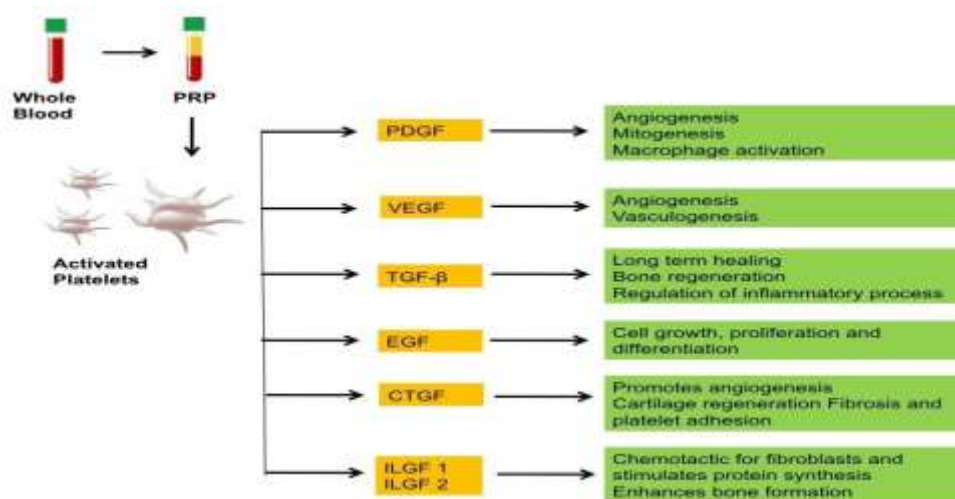 Whole
Blood
PRP
Activated
Platelets
PDGF
Angiogenesis
Mitogenesis
Macrophage activation
VEGF
Angiogenesis
Vasculogenesis
TGF-β
Long term healing
Bone regeneration
Regulation of inflammatory process
EGF
Cell growth, proliferation and
differentiation
CTGF
Promotes angiogenesis
Cartilage regeneration Fibrosis and
platelet adhesion
ILGF 1
ILGF 2
Chemotactic for fibroblasts and
stimulates protein synthesis
Enhances bone formation